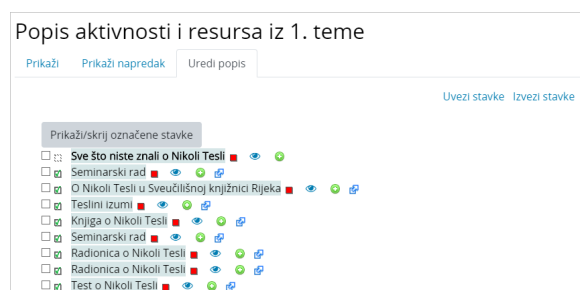 Popis aktivnosti i resursa iz 1. teme
Prikaži Prikaži napredak Uredi popis
Uvezi stavke Izvezi stavke
Prikaži/skrij označene stavke
Sve što niste znali o Nikoli Tesli
Seminarski rad
O Nikoli Tesli u Sveučilišnoj knjižnici Rijeka
Teslini izumi
Knjiga o Nikoli Tesli
Seminarski rad
Radionica o Nikoli Tesli
Radionica o Nikoli Tesli
Test o Nikoli Tesli